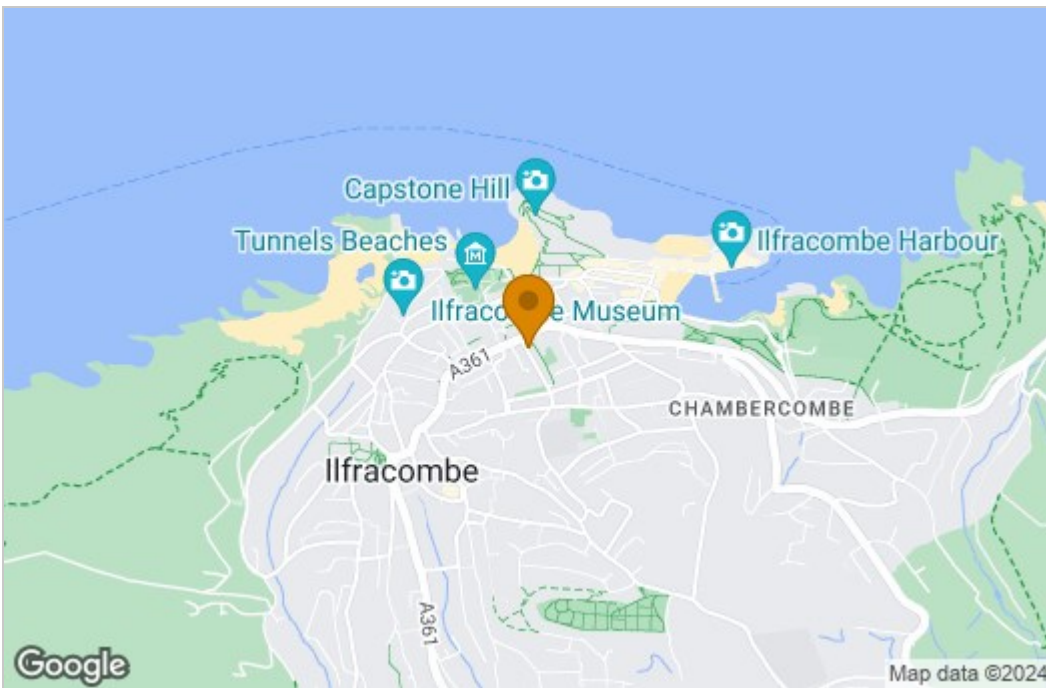 Capstone Hill
Tunnels Beaches
Ilfracombe Harbour
Ilfraco e Museum
A361
CHAMBERCOMBE
Ilfracombe
A361
Google
Map data ©2024